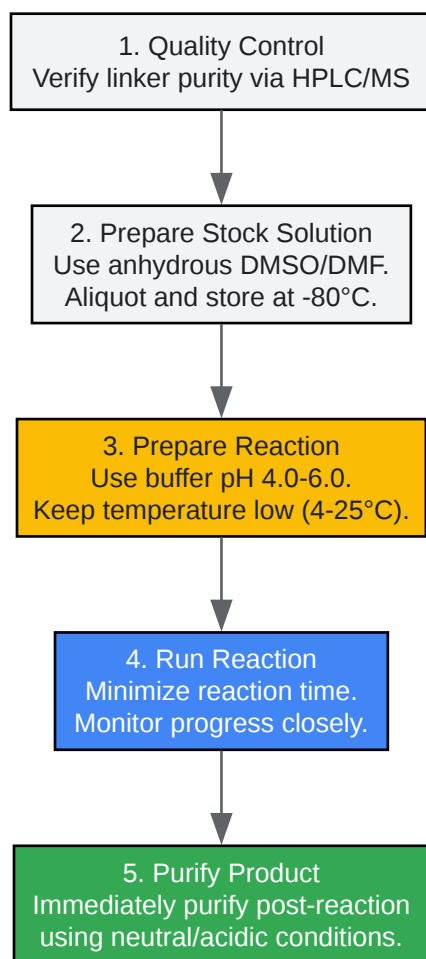 1. Quality Control
Verify linker purity via HPLC/MS
2. Prepare Stock Solution
Use anhydrous DMSO/DMF.
Aliquot and store at -80°C.
3. Prepare Reaction
Use buffer pH 4.0-6.0.
Keep temperature low (4-25°C).
4. Run Reaction
Minimize reaction time.
Monitor progress closely.
5. Purify Product
Immediately purify post-reaction
using neutral/acidic conditions.